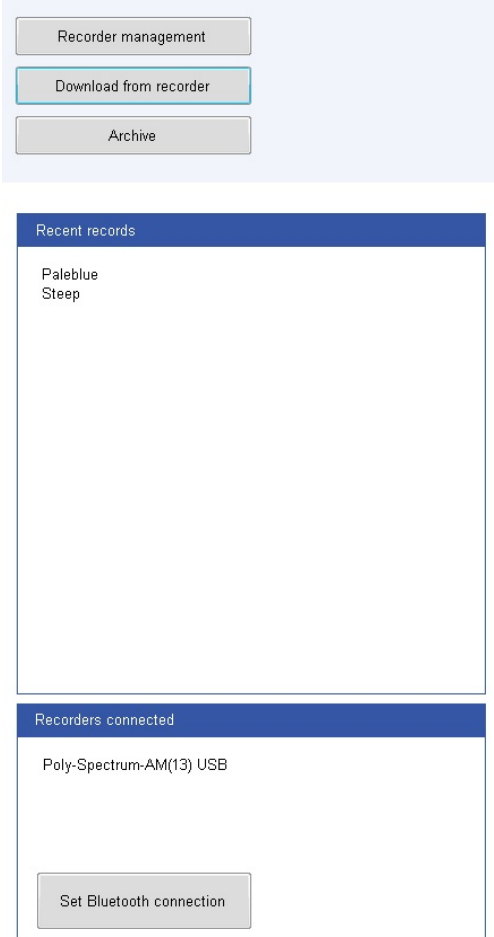 Recorder management
Download from recorder
Archive
Recent records
Paleblue
Steep
Recorders connected
Poly-Spectrum-AM(13) USB
Set Bluetooth connection